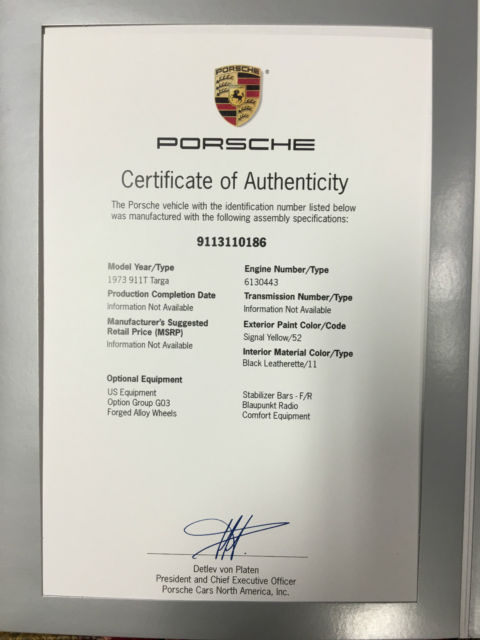 PORSCHE
PORSCHE
Certificate of Authenticity
The Porsche vehicle with the identification number listed below
was manufactured with the following assembly specifications:
9113110186
Model Year/Type
1973 911T Targa
Production Completion Date
Information Not Available
Manufacturer's Suggested
Retail Price (MSRP)
Information Not Available
Engine Number/Type
6130443
Transmission Number/Type
Information Not Available
Exterior Paint Color/Code
Signal Yellow/52
Interior Material Color/Type
Black Leatherette/11
Optional Equipment
US Equipment
Option Group G03
Forged Alloy Wheels
Stabilizer Bars - F/R
Blaupunkt Radio
Comfort Equipment
Detlev von Platen
President and Chief Executive Officer
Porsche Cars North America, Inc.